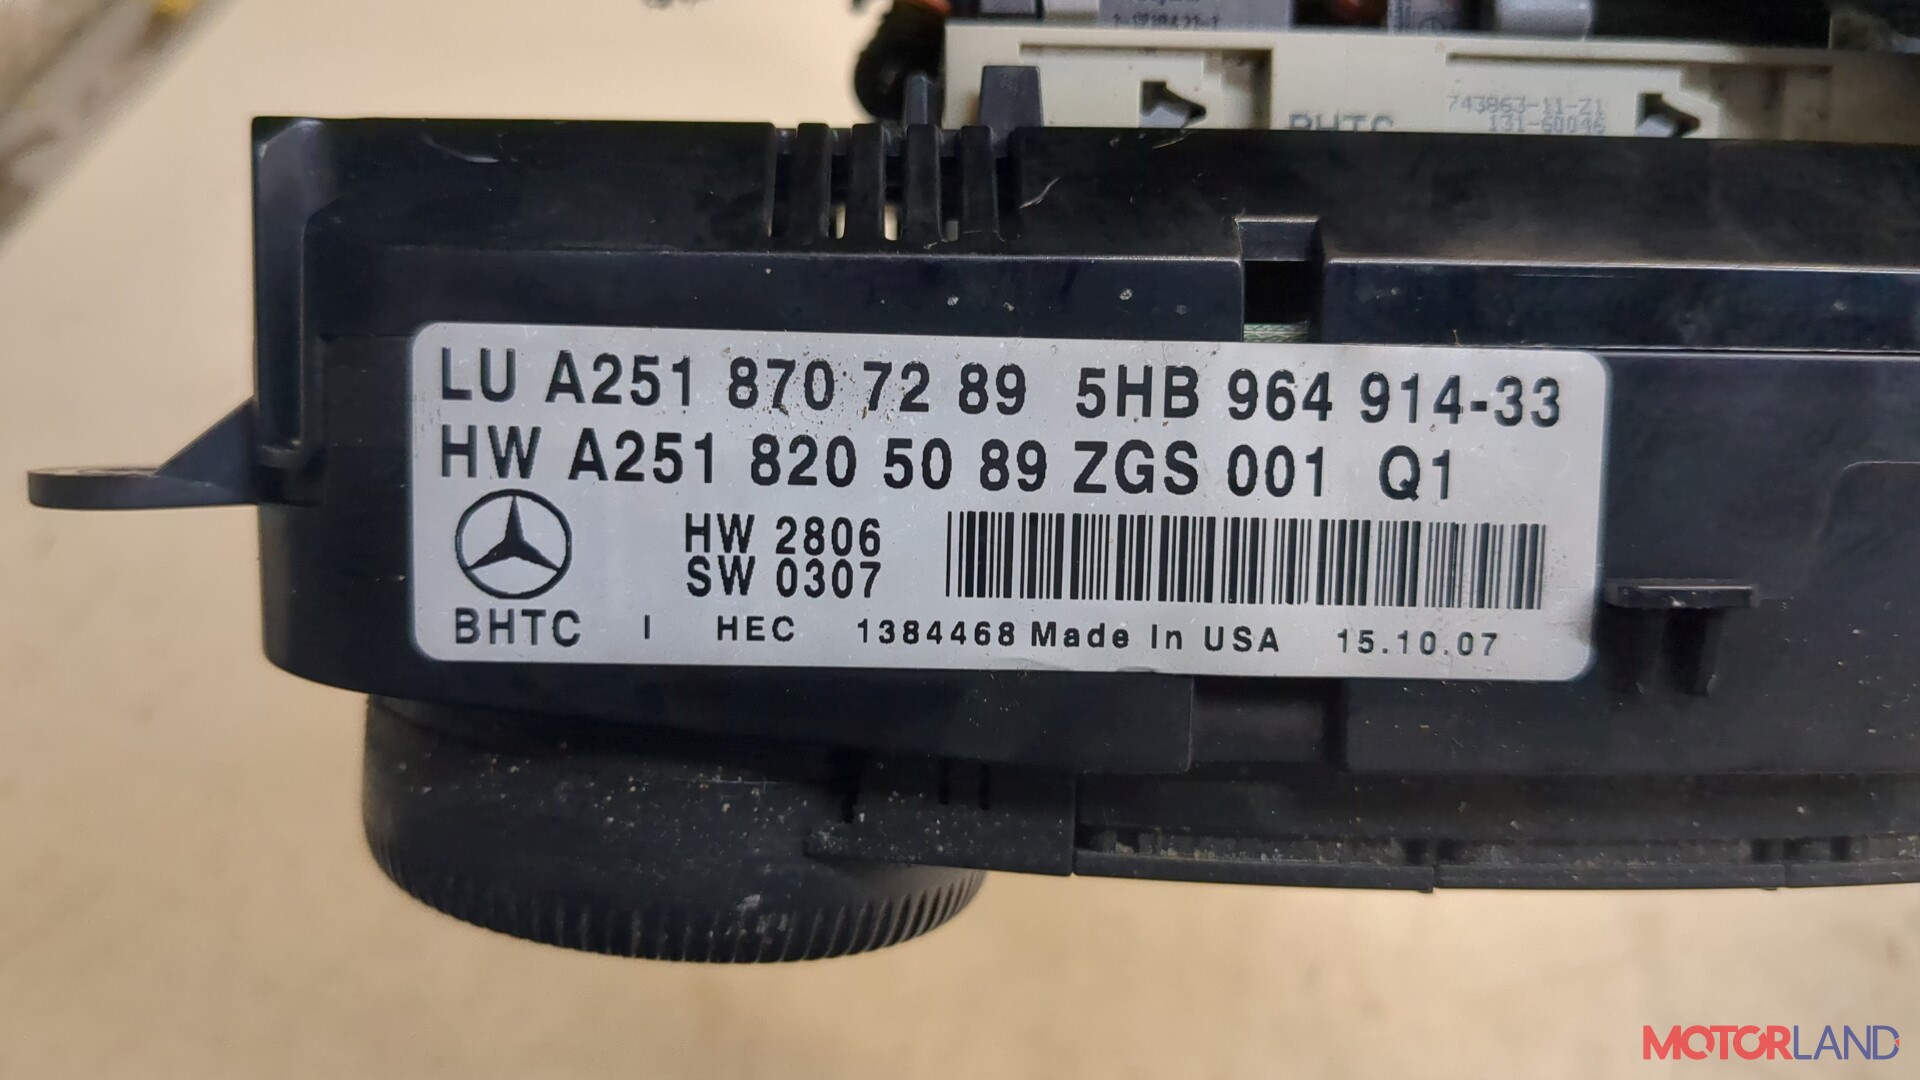 743863-11-Z1
BHTC
131-60046
LU A251 870 72 89 5HB 964 914-33
HW A251 820 50 89 ZGS 001 Q1
HW 2806
SW 0307
BHTC I HEC 1384468 Made In USA 15.10.07
MOTORLAND